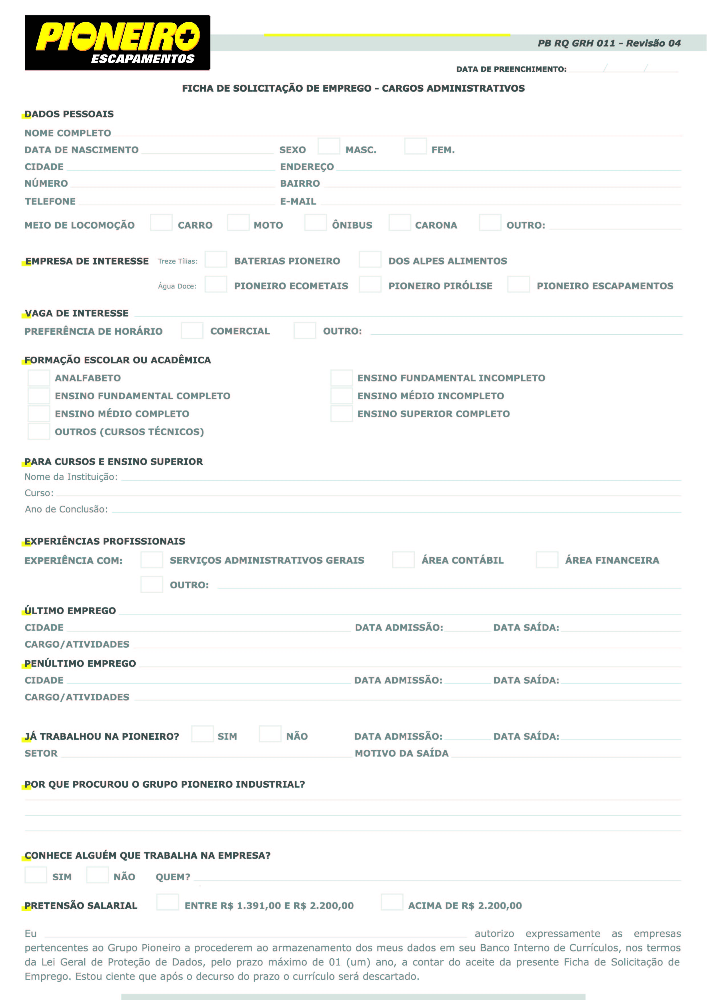 PIONEIRO
ESCAPAMENTOS
PB RQ GRH 011 - Revisão 04
DATA DE PREENCHIMENTO: / /
FICHA DE SOLICITAÇÃO DE EMPREGO - CARGOS ADMINISTRATIVOS
DADOS PESSOAIS
NOME COMPLETO
DATA DE NASCIMENTO SEXO MASC. FEM.
CIDADE ENDEREÇO
NÚMERO BAIRRO
TELEFONE E-MAIL
MEIO DE LOCOMOÇÃO CARRO MOTO ÔNIBUS CARONA OUTRO:
EMPRESA DE INTERESSE Treze Tílias: BATERIAS PIONEIRO DOS ALPES ALIMENTOS
Água Doce: PIONEIRO ECOMETAIS PIONEIRO PIRÓLISE PIONEIRO ESCAPAMENTOS
VAGA DE INTERESSE
PREFERÊNCIA DE HORÁRIO COMERCIAL OUTRO:
FORMAÇÃO ESCOLAR OU ACADÊMICA
ANALFABETO ENSINO FUNDAMENTAL INCOMPLETO
ENSINO FUNDAMENTAL COMPLETO ENSINO MÉDIO INCOMPLETO
ENSINO MÉDIO COMPLETO ENSINO SUPERIOR COMPLETO
OUTROS (CURSOS TÉCNICOS)
PARA CURSOS E ENSINO SUPERIOR
Nome da Instituição:
Curso:
Ano de Conclusão:
EXPERIÊNCIAS PROFISSIONAIS
EXPERIÊNCIA COM: SERVIÇOS ADMINISTRATIVOS GERAIS ÁREA CONTÁBIL ÁREA FINANCEIRA
OUTRO:
ÚLTIMO EMPREGO
CIDADE DATA ADMISSÃO: DATA SAÍDA:
CARGO/ATIVIDADES
PENÚLTIMO EMPREGO
CIDADE DATA ADMISSÃO: DATA SAÍDA:
CARGO/ATIVIDADES
JÁ TRABALHOU NA PIONEIRO? SIM NÃO DATA ADMISSÃO: DATA SAÍDA:
SETOR MOTIVO DA SAÍDA
POR QUE PROCUROU O GRUPO PIONEIRO INDUSTRIAL?
CONHECE ALGUÉM QUE TRABALHA NA EMPRESA?
SIM NÃO QUEM?
PRETENSÃO SALARIAL ENTRE R$ 1.391,00 E R$ 2.200,00 ACIMA DE R$ 2.200,00
Eu autorizo expressamente as empresas
pertencentes ao Grupo Pioneiro a procederem ao armazenamento dos meus dados em seu Banco Interno de Currículos, nos termos
da Lei Geral de Proteção de Dados, pelo prazo máximo de 01 (um) ano, a contar do aceite da presente Ficha de Solicitação de
Emprego. Estou ciente que após o decurso do prazo o currículo será descartado.